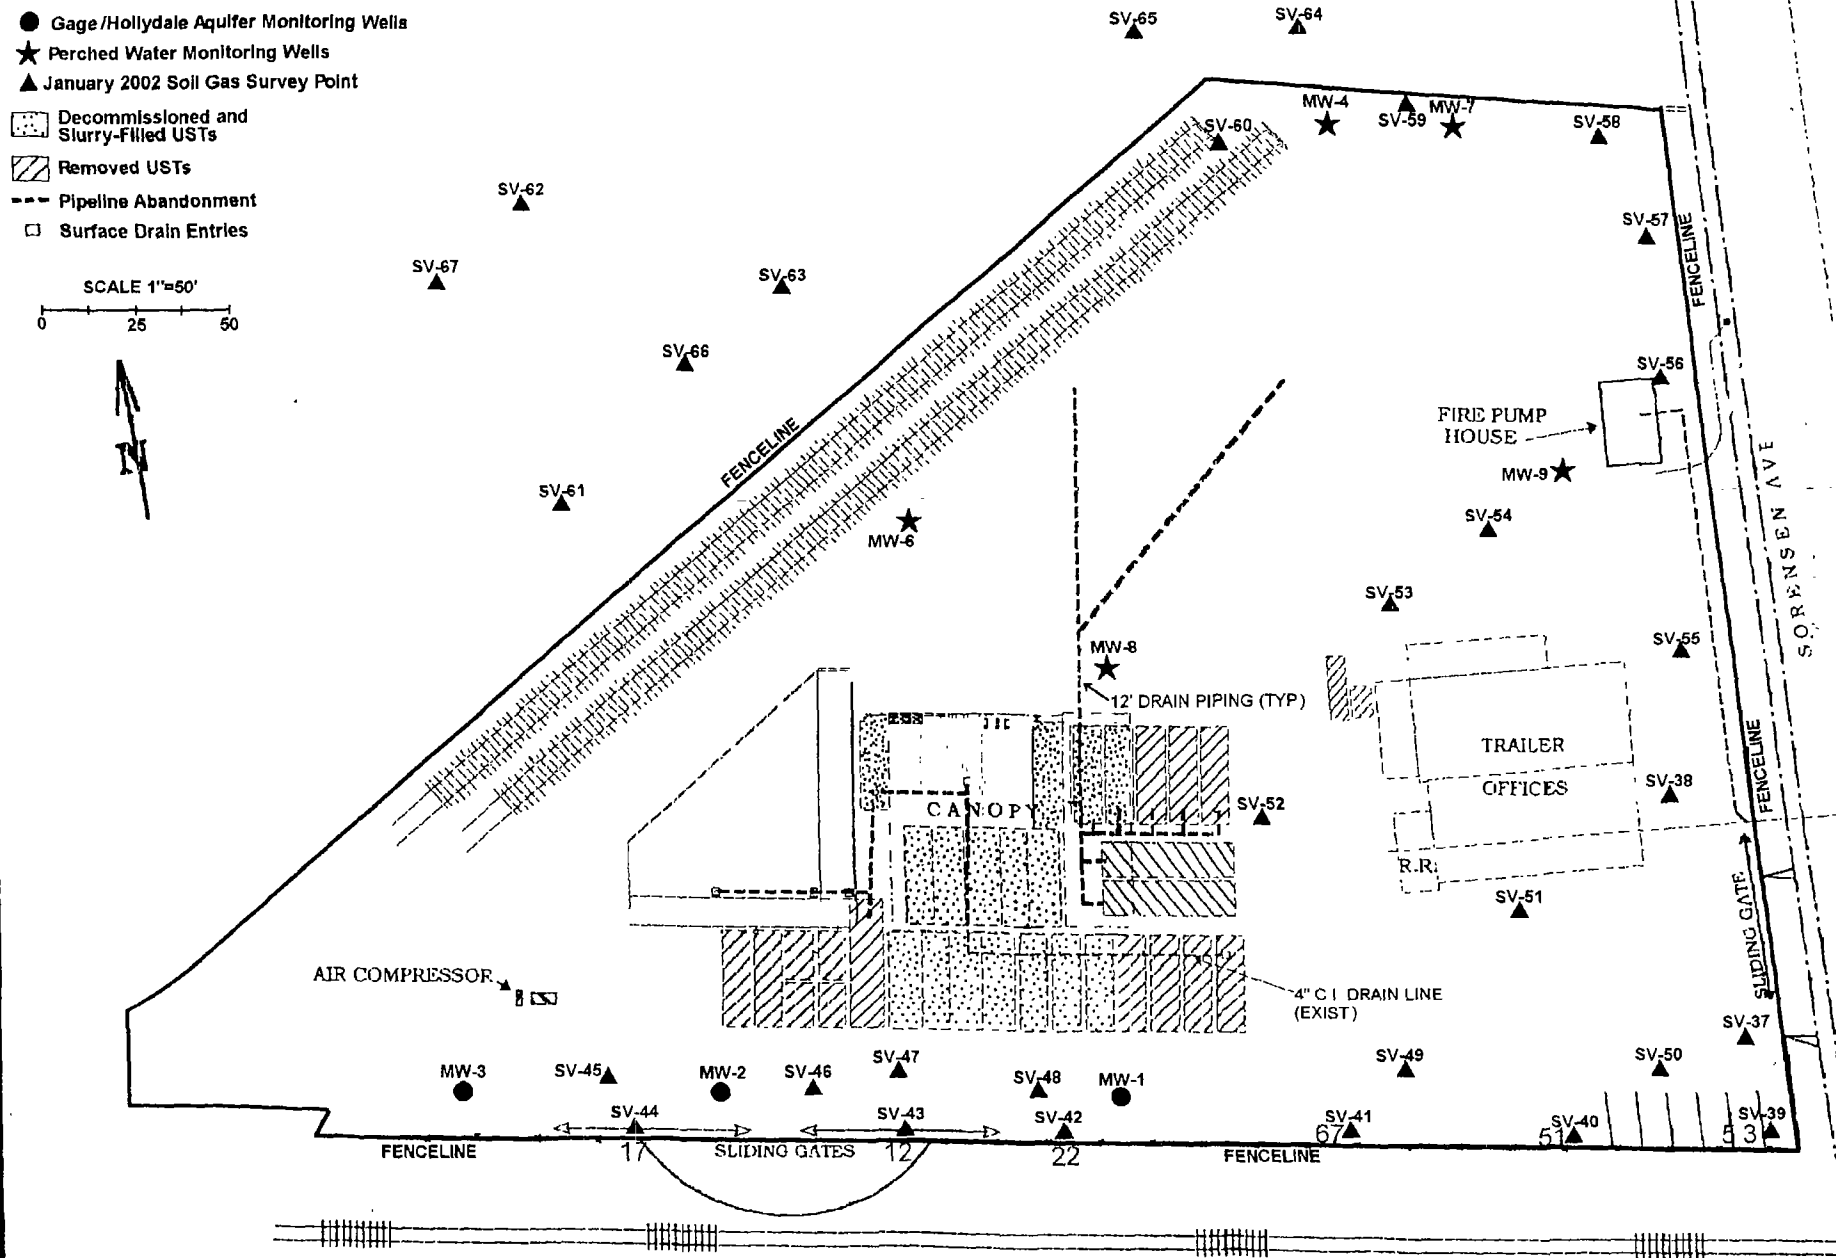 Gage/Hollydale Aquifer Monitoring Wells
Perched Water Monitoring Wells
January 2002 Soil Gas Survey Point
Decommissioned and
Slurry-Filled USTs
Removed USTs
Pipeline Abandonment
Surface Drain Entries
SCALE 1"=50'
0 25 50
N
SV-65
SV-64
MW-4
SV-59
MW-7
SV-60
SV-58
SV-62
SV-57
FENCELINE
SV-67
SV-63
SV-66
SV-56
FIRE PUMP
HOUSE
FENCELINE
MW-9
SV-61
SV-54
MW-6
SORENSEN AVE
SV-53
SV-55
MW-8
12' DRAIN PIPING (TYP)
TRAILER
OFFICES
FENCELINE
SV-38
CANOPY
SV-52
R.R.
SV-51
SLIDING GATE
AIR COMPRESSOR
4" C I DRAIN LINE
(EXIST)
SV-37
MW-3
SV-45
MW-2
SV-46
SV-47
SV-48
MW-1
SV-49
SV-50
SV-44
SV-43
SV-42
SV-41
SV-40
SV-39
67
51
53
FENCELINE
17
SLIDING GATES
12
22
FENCELINE